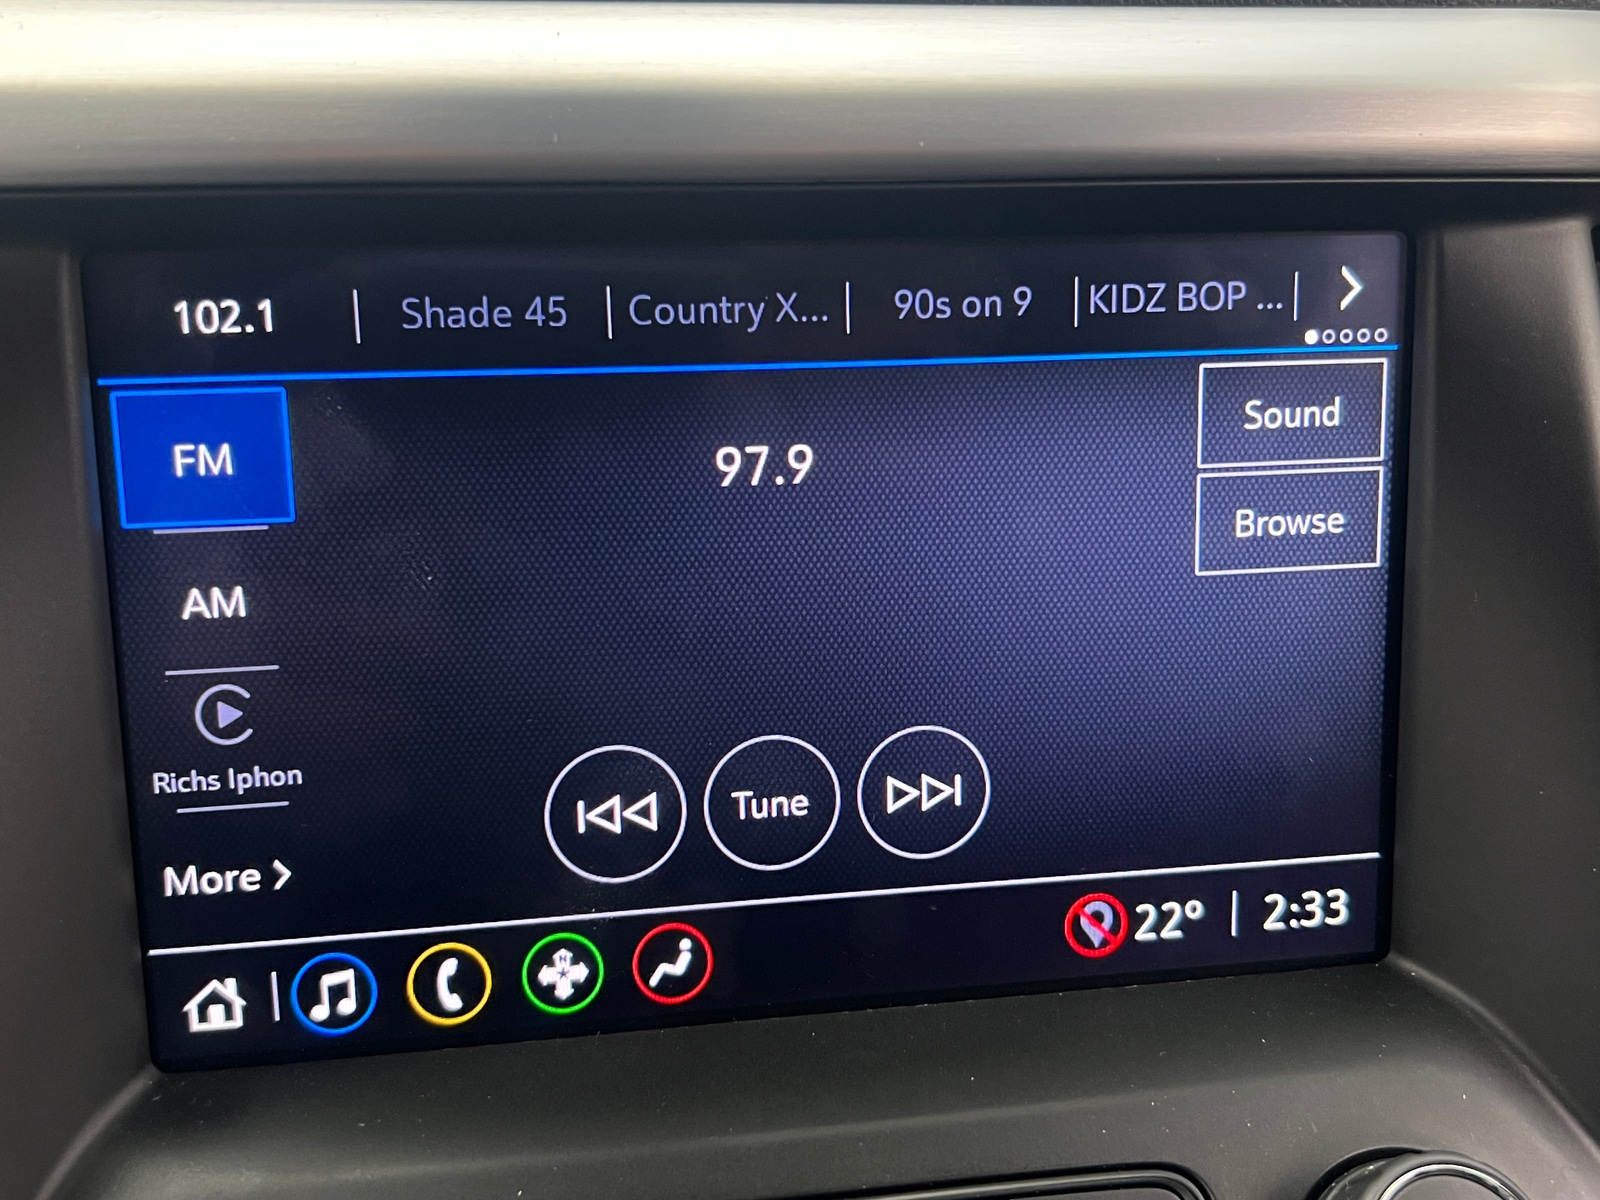 102.1 | Shade 45 | Country X... | 90s on 9 | KIDZ BOP ... |
FM
97.9
Sound
Browse
AM
Richs Iphon
Tune
More
22° | 2:33
N